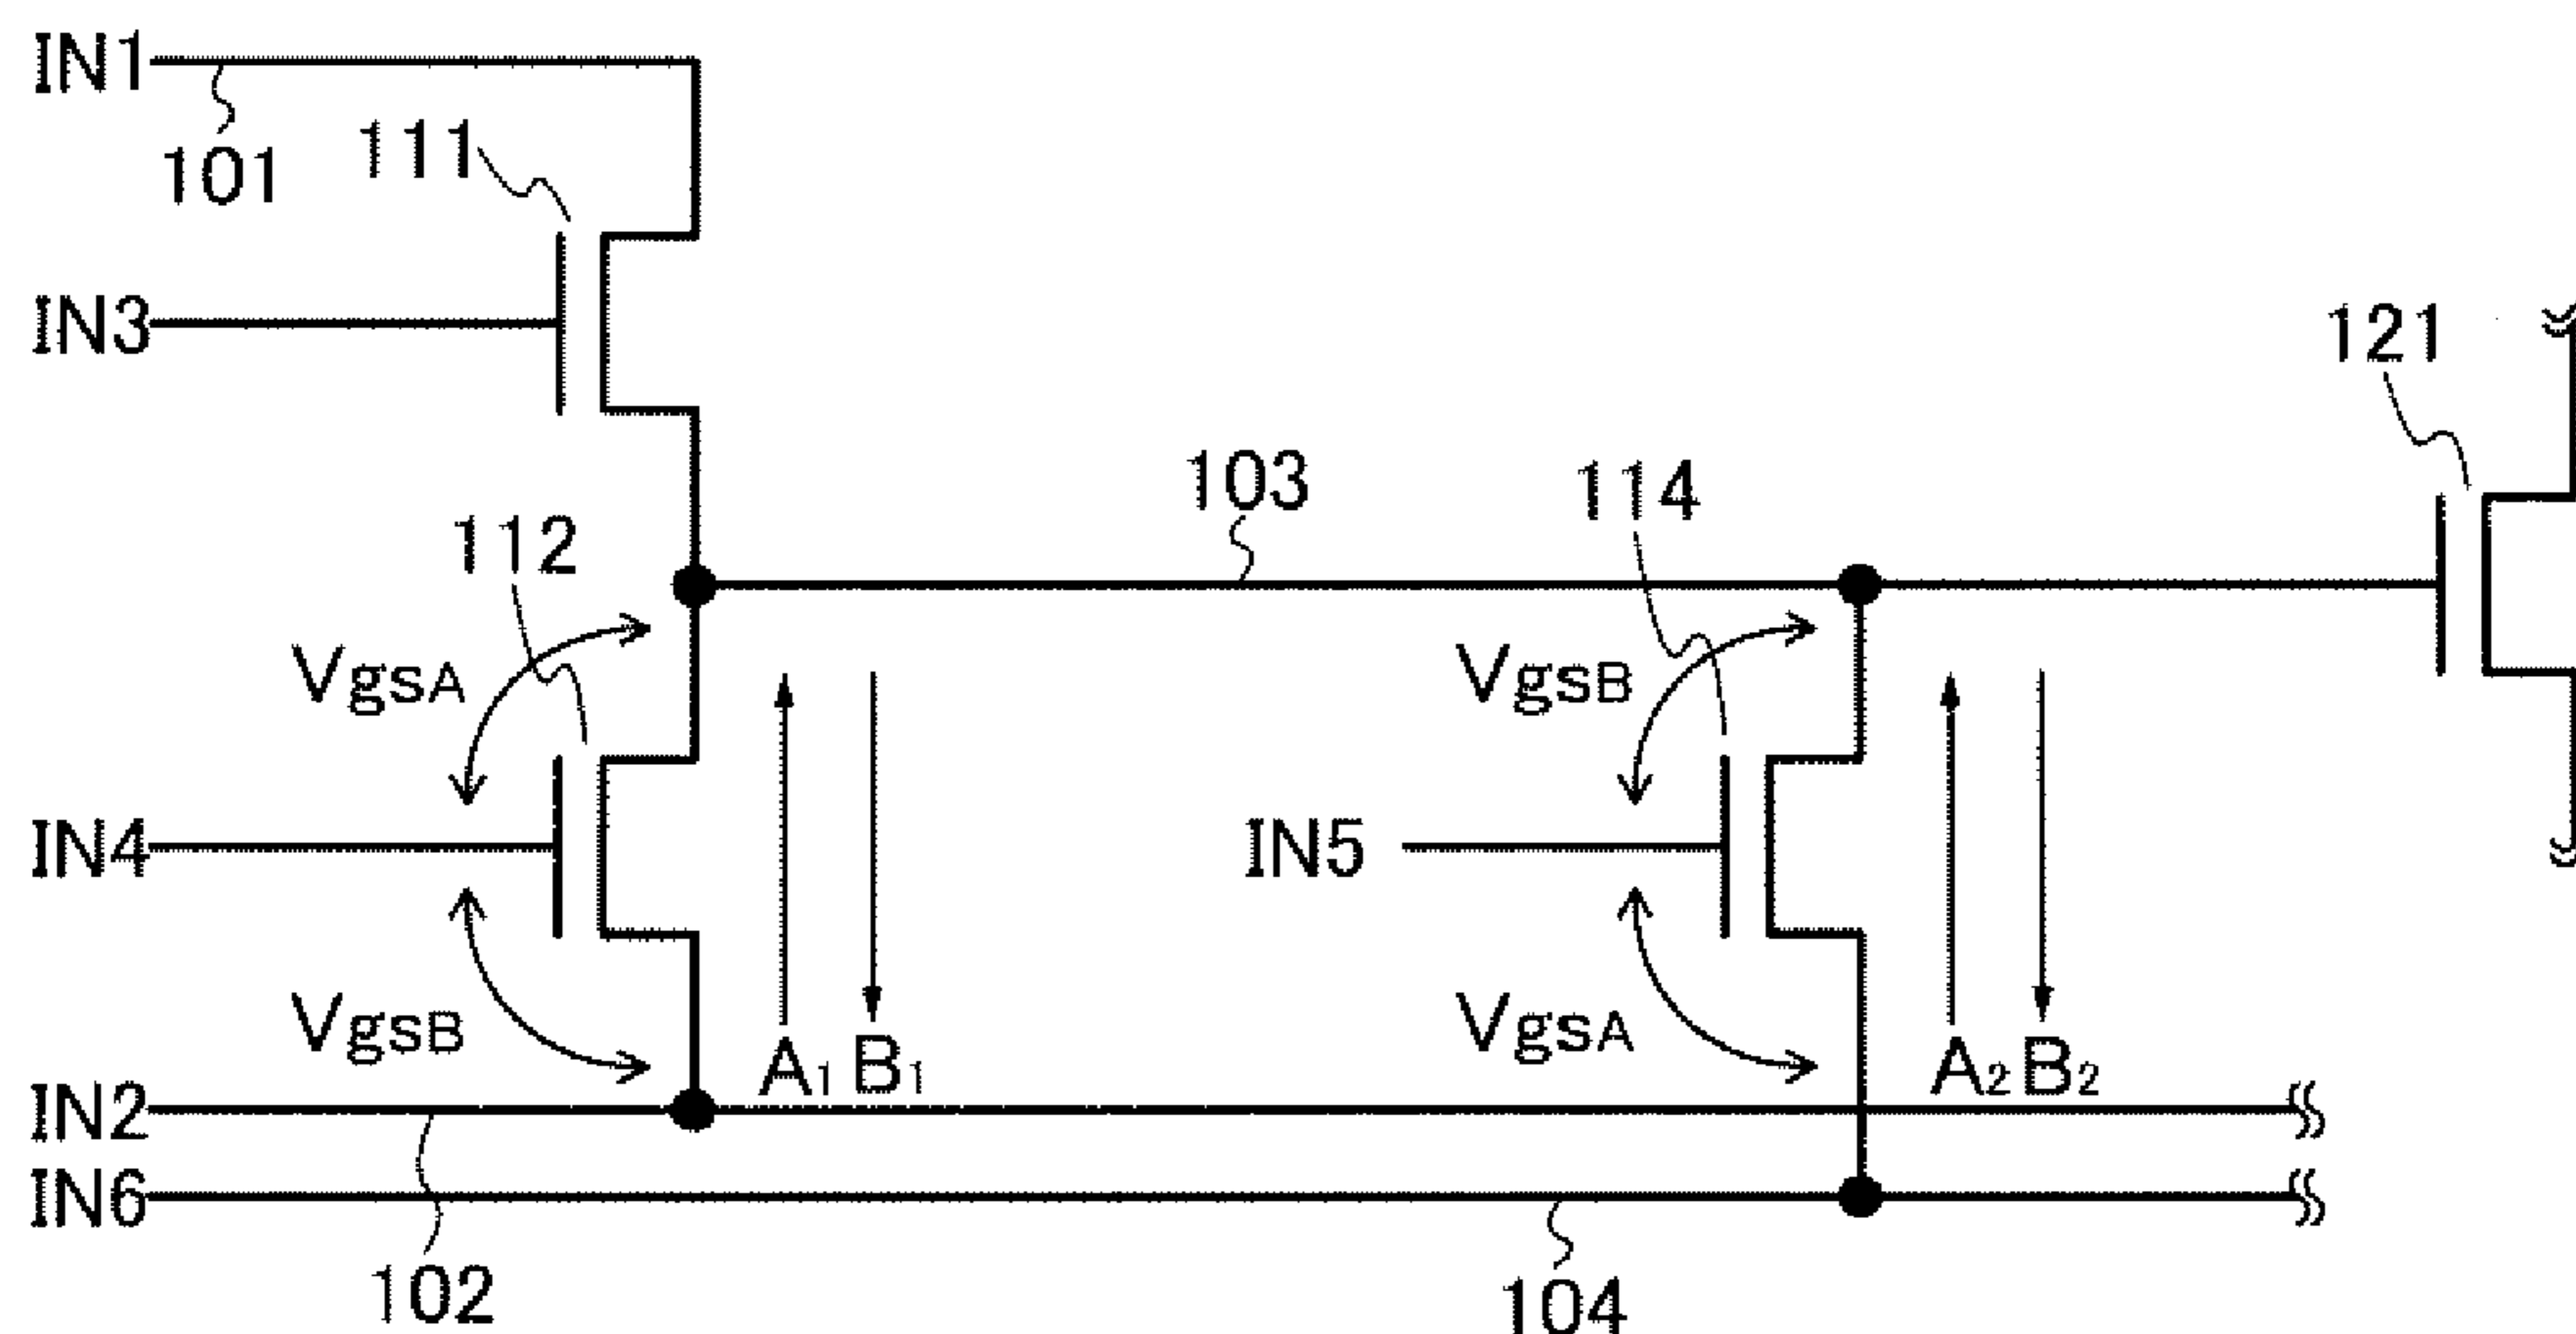 IN1
101
111
IN3
121
103
114
112
VgsA
VgsB
IN4
IN5
VgsB
VgsA
A1 B1
A2 B2
IN2
IN6
102
104